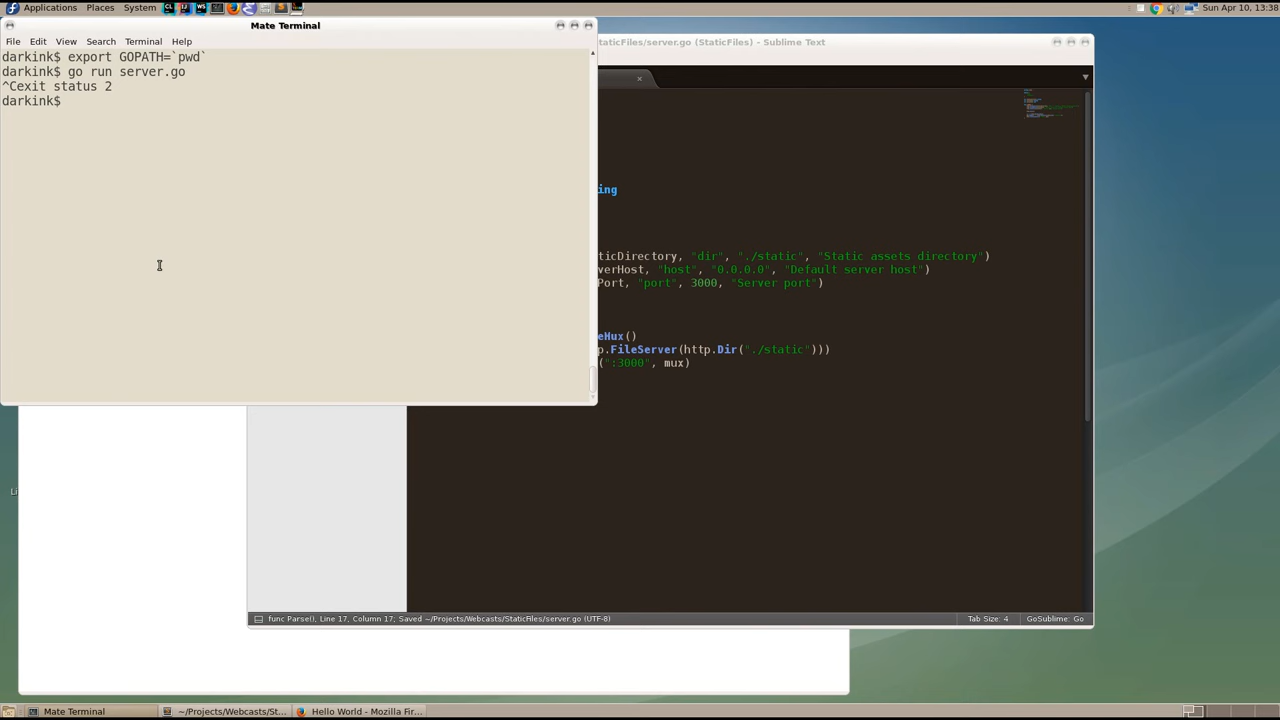 Applications Places System
Sun Apr 10, 13:38
Mate Terminal
File Edit View Search Terminal Help
darkink$ export GOPATH=`pwd`
darkink$ go run server.go
^Cexit status 2
darkink$
taticFiles/server.go (StaticFiles) - Sublime Text
ing
ticDirectory, "dir", "./static", "Static assets directory")
verHost, "host", "0.0.0.0", "Default server host")
Port, "port", 3000, "Server port")
eMux()
p.FileServer(http.Dir("./static")))
(":3000", mux)
Li
func Parse(), Line 17, Column 17; Saved ~/Projects/Webcasts/StaticFiles/server.go (UTF-8)
Tab Size: 4
GoSublime: Go
Mate Terminal
~/Projects/Webcasts/St...
Hello World - Mozilla Fir...